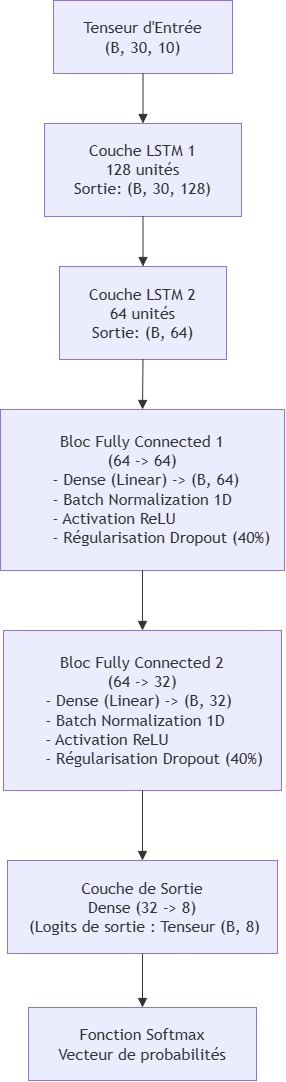 Tenseur d'Entrée
(B, 30, 10)
Couche LSTM 1
128 unités
Sortie: (B, 30, 128)
Couche LSTM 2
64 unités
Sortie: (B, 64)
Bloc Fully Connected 1
(64 -> 64)
- Dense (Linear) -> (B, 64)
- Batch Normalization 1D
- Activation ReLU
- Régularisation Dropout (40%)
Bloc Fully Connected 2
(64 -> 32)
- Dense (Linear) -> (B, 32)
- Batch Normalization 1D
- Activation ReLU
- Régularisation Dropout (40%)
Couche de Sortie
Dense (32 -> 8)
(Logits de sortie : Tenseur (B, 8)
Fonction Softmax
Vecteur de probabilités